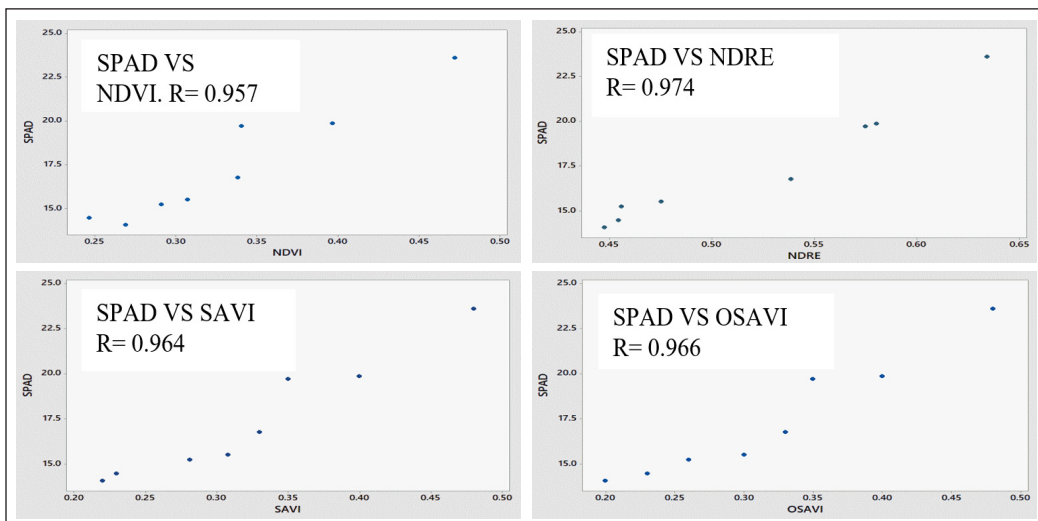 SPAD VS
NDVI. R= 0.957
25.0
22.5
20.0
17.5
15.0
SPAD
0.25 0.30 0.35 0.40 0.45 0.50
NDVI
SPAD VS NDRE
R= 0.974
25.0
22.5
20.0
17.5
15.0
SPAD
0.45 0.50 0.55 0.60 0.65
NDRE
SPAD VS SAVI
R= 0.964
25.0
22.5
20.0
17.5
15.0
SPAD
0.20 0.25 0.30 0.35 0.40 0.45 0.50
SAVI
SPAD VS OSAVI
R= 0.966
25.0
22.5
20.0
17.5
15.0
SPAD
0.20 0.25 0.30 0.35 0.40 0.45 0.50
OSAVI